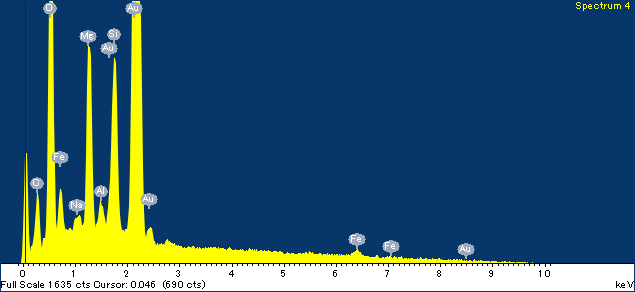 Spectrum 4
O Mg Si Au Au
C Fe Na Al Au Fe Fe Au
0 1 2 3 4 5 6 7 8 9 10
Full Scale 1635 cts Cursor: 0.046 (690 cts) keV